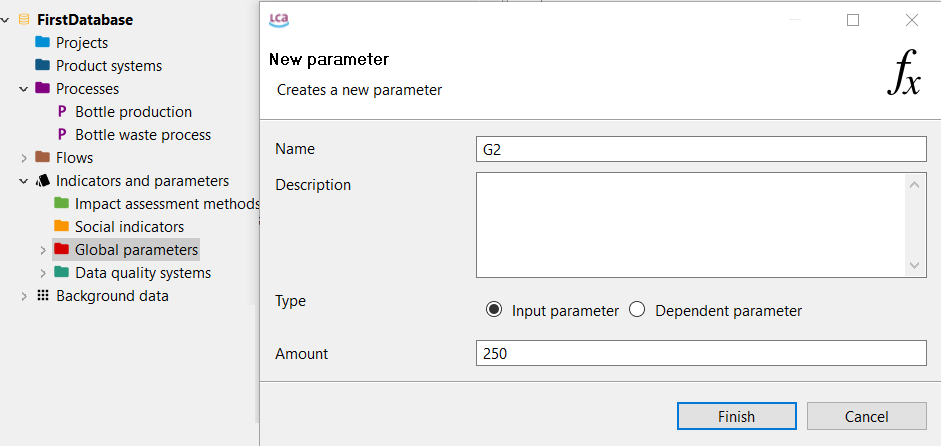 FirstDatabase
Projects
Product systems
Processes
P Bottle production
P Bottle waste process
Flows
Indicators and parameters
Impact assessment methods
Social indicators
Global parameters
Data quality systems
Background data
LCA
New parameter
Creates a new parameter
fx
Name
G2
Description
Type
Input parameter Dependent parameter
Amount
250
Finish Cancel